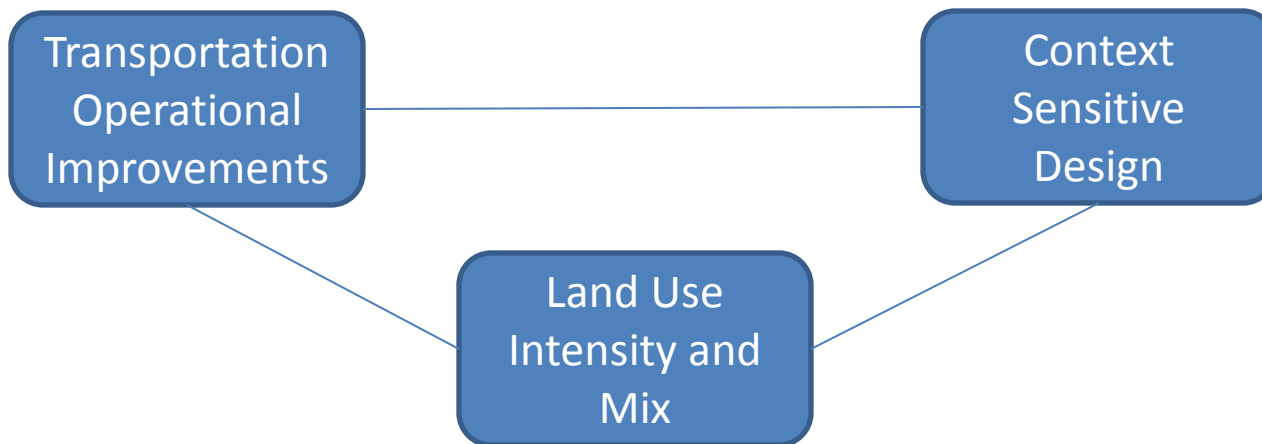 Transportation
Operational
Improvements
Context
Sensitive
Design
Land Use
Intensity and
Mix